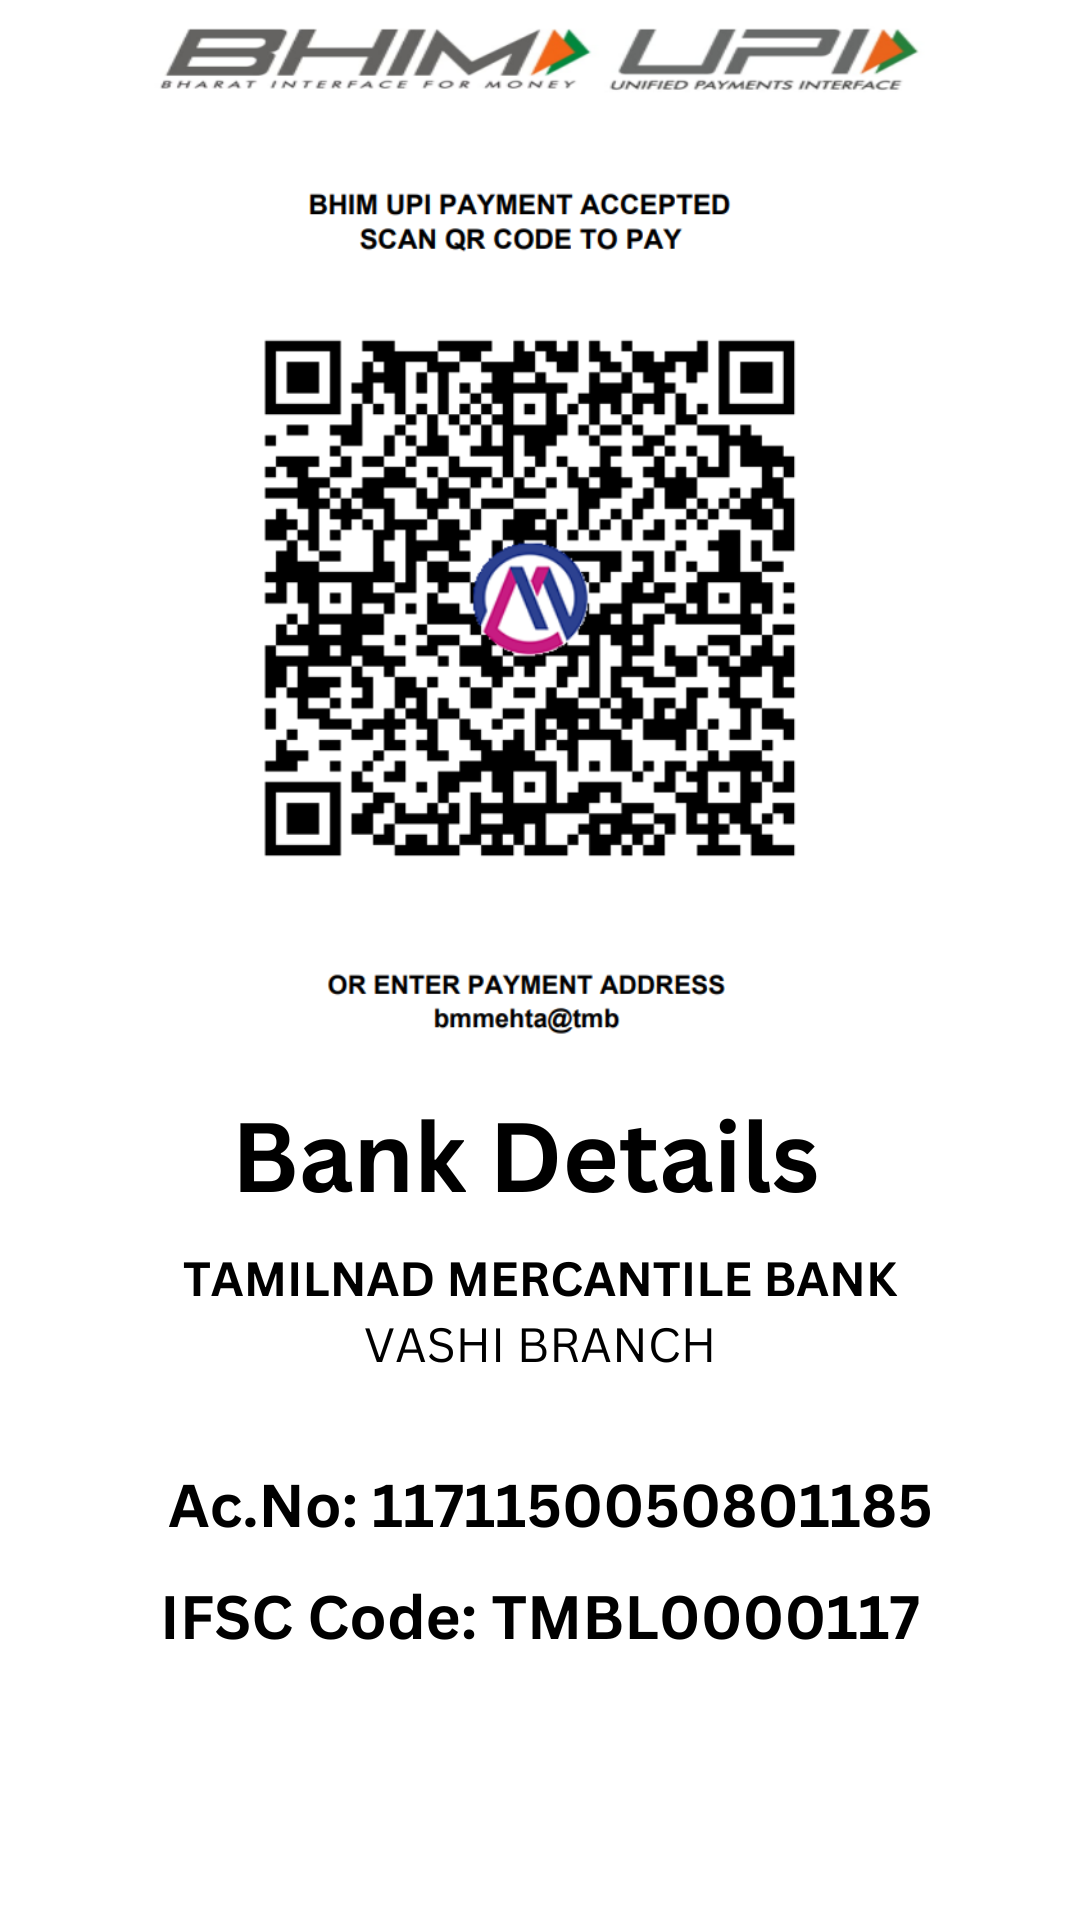 BHIM UPI
BHARAT INTERFACE FOR MONEY UNIFIED PAYMENTS INTERFACE
BHIM UPI PAYMENT ACCEPTED
SCAN QR CODE TO PAY
OR ENTER PAYMENT ADDRESS
bmmehta@tmb
Bank Details
TAMILNAD MERCANTILE BANK
VASHI BRANCH
Ac.No: 1171150050801185
IFSC Code: TMBL0000117